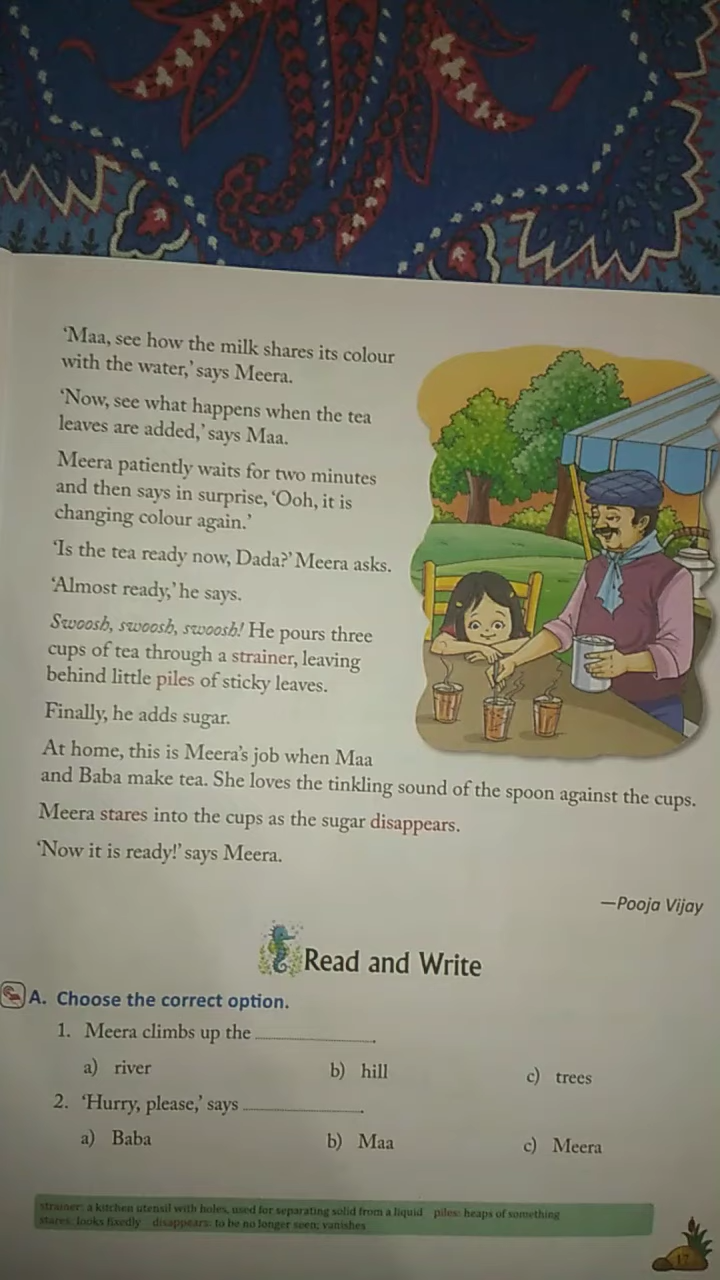 ‘Maa, see how the milk shares its colour
with the water,’ says Meera.
‘Now, see what happens when the tea
leaves are added,’ says Maa.
Meera patiently waits for two minutes
and then says in surprise, ‘Ooh, it is
changing colour again.’
‘Is the tea ready now, Dada?’ Meera asks.
‘Almost ready,’ he says.
Swoosh, swoosh, swoosh! He pours three
cups of tea through a strainer, leaving
behind little piles of sticky leaves.
Finally, he adds sugar.
At home, this is Meera’s job when Maa
and Baba make tea. She loves the tinkling sound of the spoon against the cups.
Meera stares into the cups as the sugar disappears.
‘Now it is ready!’ says Meera.
—Pooja Vijay
Read and Write
A. Choose the correct option.
1. Meera climbs up the ____________.
a) river b) hill c) trees
2. ‘Hurry, please,’ says ____________.
a) Baba b) Maa c) Meera
strainer: a kitchen utensil with holes, used for separating solid from a liquid piles: heaps of something
stares: looks fixedly disappears: to be no longer seen; vanishes
17